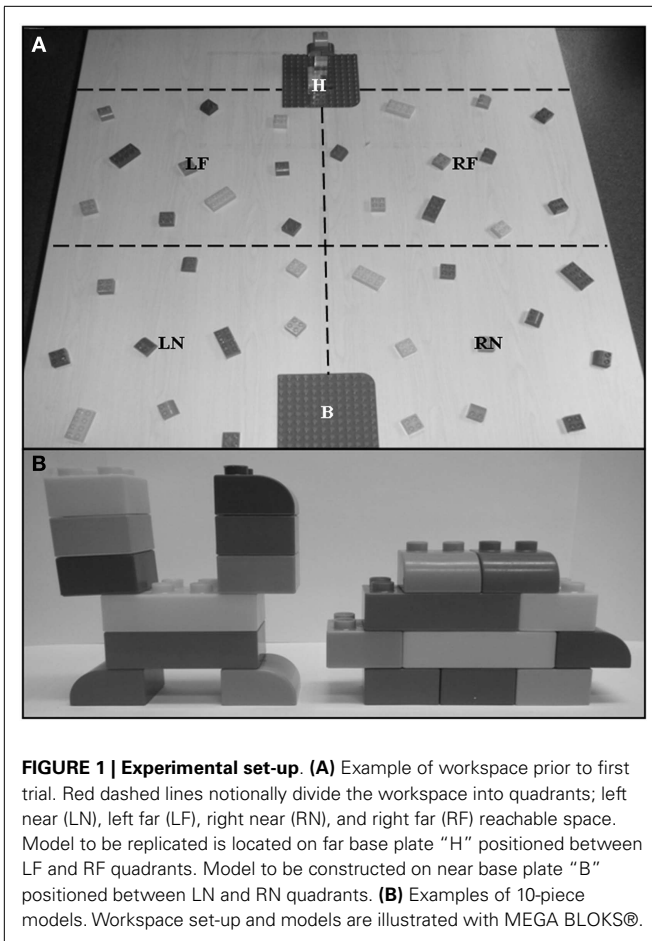 A
H
LF
RF
LN
RN
B
B
FIGURE 1 | Experimental set-up. (A) Example of workspace prior to first
trial. Red dashed lines notionally divide the workspace into quadrants; left
near (LN), left far (LF), right near (RN), and right far (RF) reachable space.
Model to be replicated is located on far base plate “H” positioned between
LF and RF quadrants. Model to be constructed on near base plate “B”
positioned between LN and RN quadrants. (B) Examples of 10-piece
models. Workspace set-up and models are illustrated with MEGA BLOKS®.